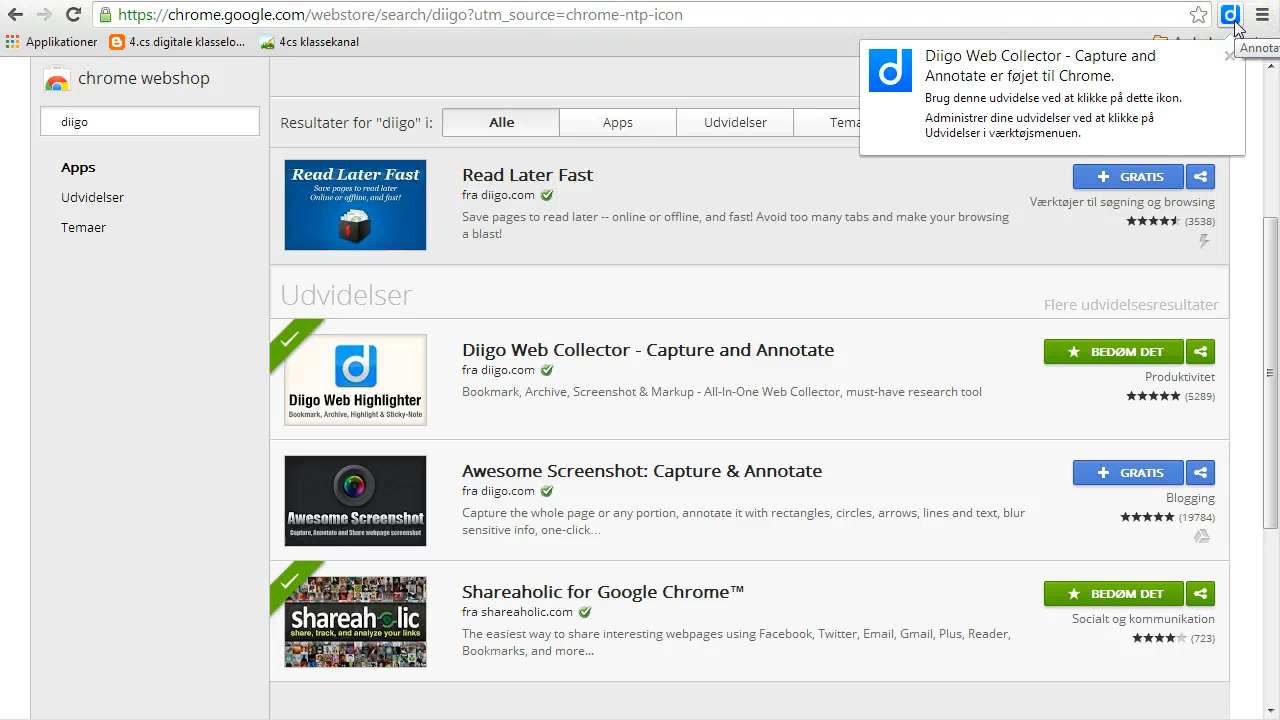 https://chrome.google.com/webstore/search/diigo?utm_source=chrome-ntp-icon
Applikationer
4.cs digitale klasselo...
4cs klassekanal
Annota
Diigo Web Collector - Capture and
Annotate er føjet til Chrome.
Brug denne udvidelse ved at klikke på dette ikon.
Administrer dine udvidelser ved at klikke på
Udvidelser i værktøjsmenuen.
chrome webshop
diigo
Apps
Udvidelser
Temaer
Resultater for "diigo" i:
Alle
Apps
Udvidelser
Tema
Read Later Fast
Save pages to read later
Online or offline, and fast!
Read Later Fast
fra diigo.com
Save pages to read later -- online or offline, and fast! Avoid too many tabs and make your browsing
a blast!
GRATIS
Værktøjer til søgning og browsing
(3538)
Udvidelser
Flere udvidelsesresultater
Diigo Web Highlighter
Bookmark, Archive, Highlight & Sticky-Note
Diigo Web Collector - Capture and Annotate
fra diigo.com
Bookmark, Archive, Screenshot & Markup - All-In-One Web Collector, must-have research tool
BEDØM DET
Produktivitet
(5289)
Awesome Screenshot
Capture, Annotate and Share webpage screenshot
Awesome Screenshot: Capture & Annotate
fra diigo.com
Capture the whole page or any portion, annotate it with rectangles, circles, arrows, lines and text, blur
sensitive info, one-click...
GRATIS
Blogging
(19784)
shareaholic
share, track, and analyze your links
Shareaholic for Google Chrome™
fra shareaholic.com
The easiest way to share interesting webpages using Facebook, Twitter, Email, Gmail, Plus, Reader,
Bookmarks, and more...
BEDØM DET
Socialt og kommunikation
(723)